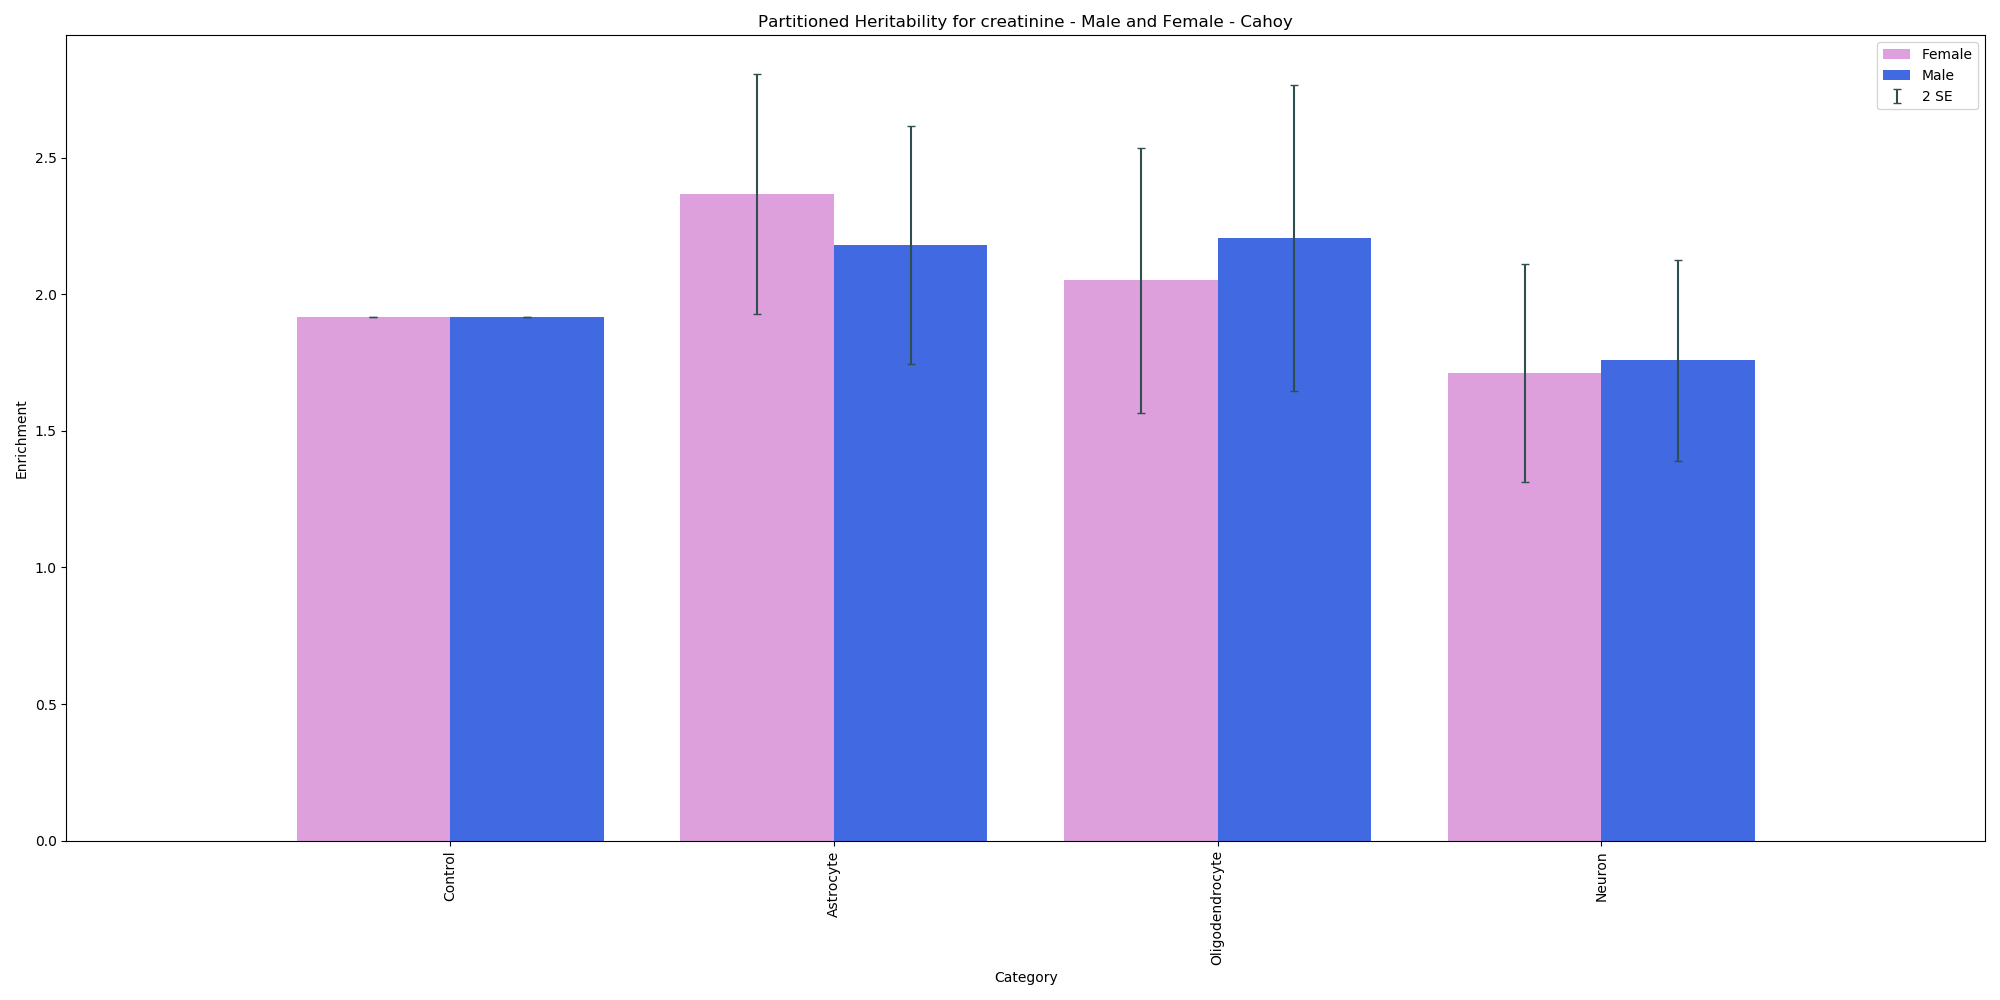 Partitioned Heritability for creatinine - Male and Female - Cahoy
Female
Male
2 SE
Enrichment
2.5
2.0
1.5
1.0
0.5
0.0
Control
Astrocyte
Oligodendrocyte
Neuron
Category